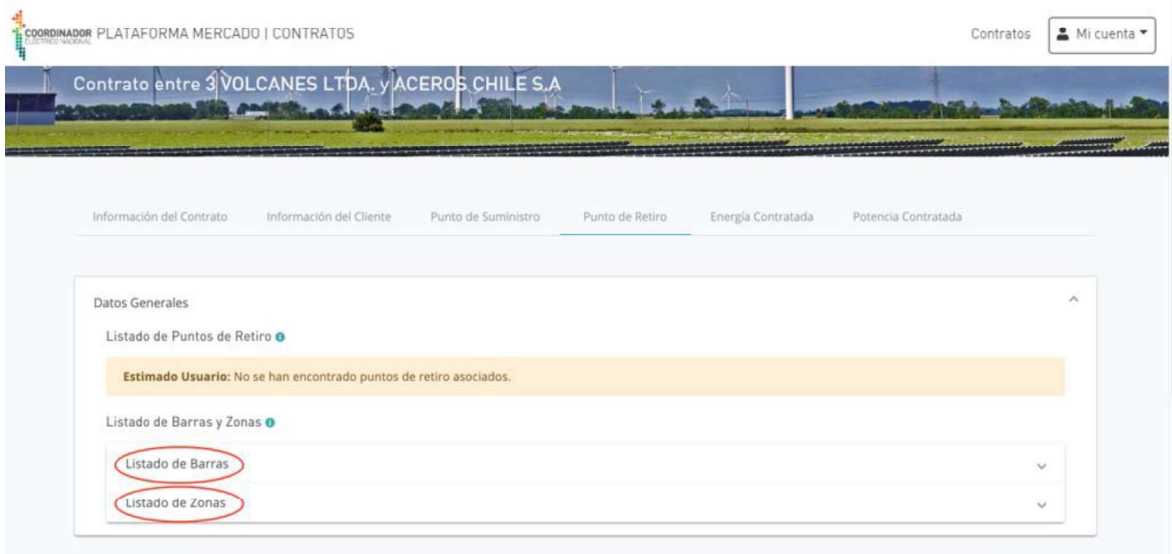 COORDINADOR
ELÉCTRICO NACIONAL
PLATAFORMA MERCADO | CONTRATOS
Contratos
Mi cuenta
Contrato entre 3 VOLCANES LTDA. y ACEROS CHILE S.A
Información del Contrato
Información del Cliente
Punto de Suministro
Punto de Retiro
Energía Contratada
Potencia Contratada
Datos Generales
Listado de Puntos de Retiro
Estimado Usuario: No se han encontrado puntos de retiro asociados.
Listado de Barras y Zonas
Listado de Barras
Listado de Zonas